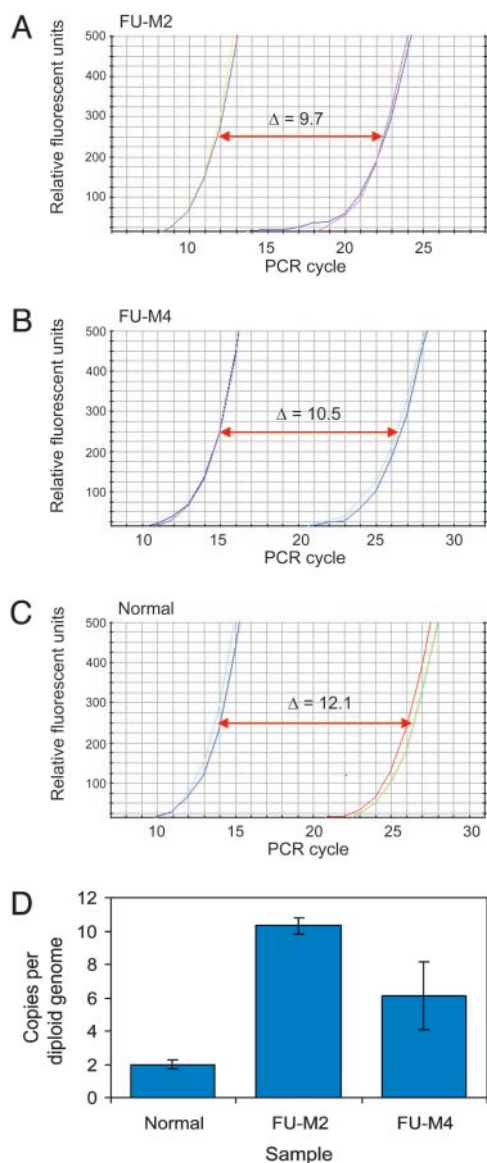 A
FU-M2
500
400
300
200
100
Relative fluorescent units
Δ = 9.7
10 15 20 25
PCR cycle
B
FU-M4
500
400
300
200
100
Relative fluorescent units
Δ = 10.5
10 15 20 25 30
PCR cycle
C
Normal
500
400
300
200
100
Relative fluorescent units
Δ = 12.1
10 15 20 25 30
PCR cycle
D
12
10
8
6
4
2
0
Copies per
diploid genome
Normal FU-M2 FU-M4
Sample